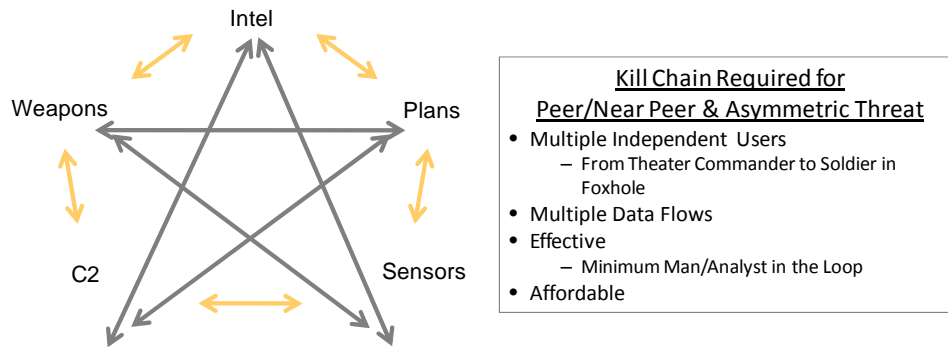 Intel
Weapons
Plans
C2
Sensors
Kill Chain Required for
Peer/Near Peer & Asymmetric Threat
• Multiple Independent Users
– From Theater Commander to Soldier in
Foxhole
• Multiple Data Flows
• Effective
– Minimum Man/Analyst in the Loop
• Affordable